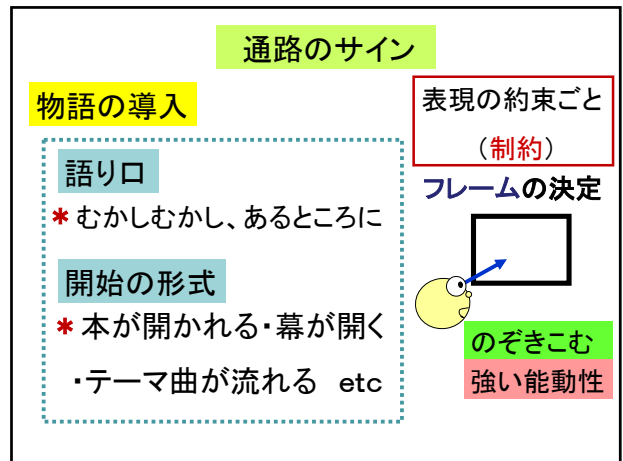 通路のサイン
物語の導入
語り口
*むかしむかし、あるところに
開始の形式
*本が開かれる・幕が開く
・テーマ曲が流れる　etc
表現の約束ごと
（制約）
フレームの決定
のぞきこむ
強い能動性